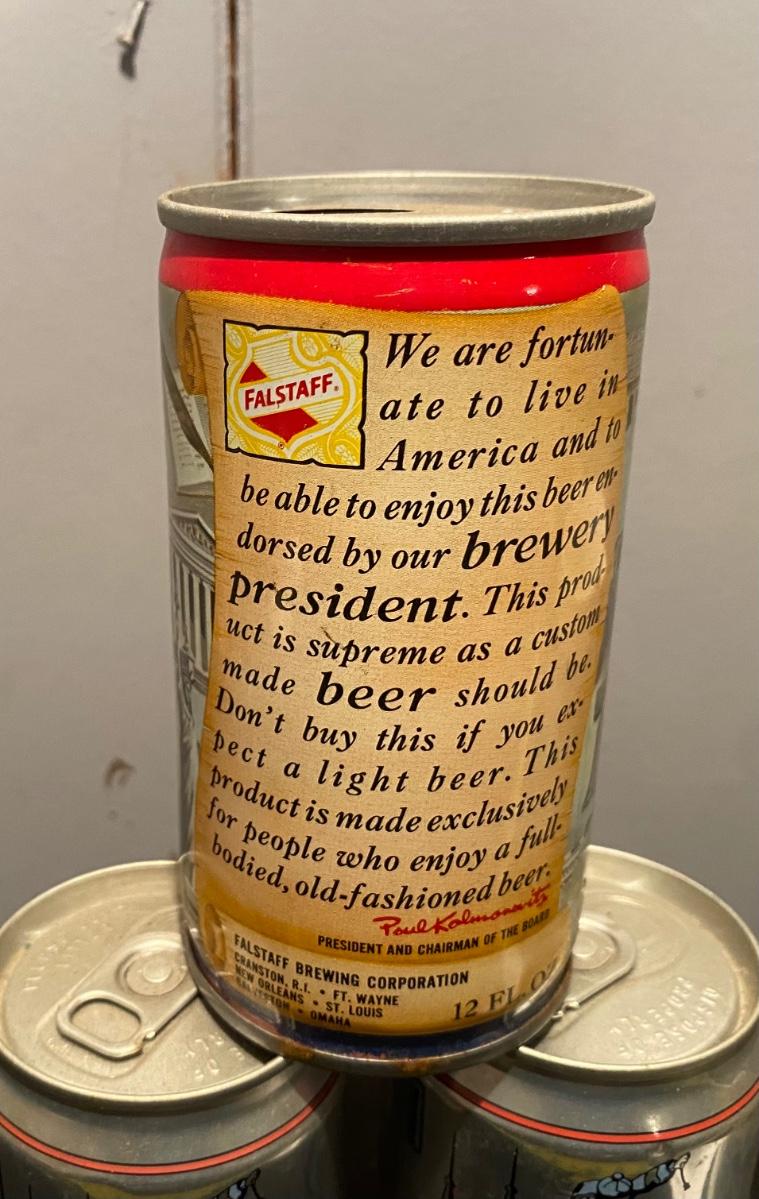 FALSTAFF®
We are fortun-
ate to live in
America and to
be able to enjoy this beer en-
dorsed by our brewery
president. This prod-
uct is supreme as a custom
made beer should be.
Don't buy this if you ex-
pect a light beer. This
product is made exclusively
for people who enjoy a full-
bodied, old-fashioned beer.
Paul Kalmanovitz
PRESIDENT AND CHAIRMAN OF THE BOARD
FALSTAFF BREWING CORPORATION
CRANSTON, R.I. • FT. WAYNE
NEW ORLEANS • ST. LOUIS
GALVESTON • OMAHA
12 FL. OZ.
DISPOSE OF